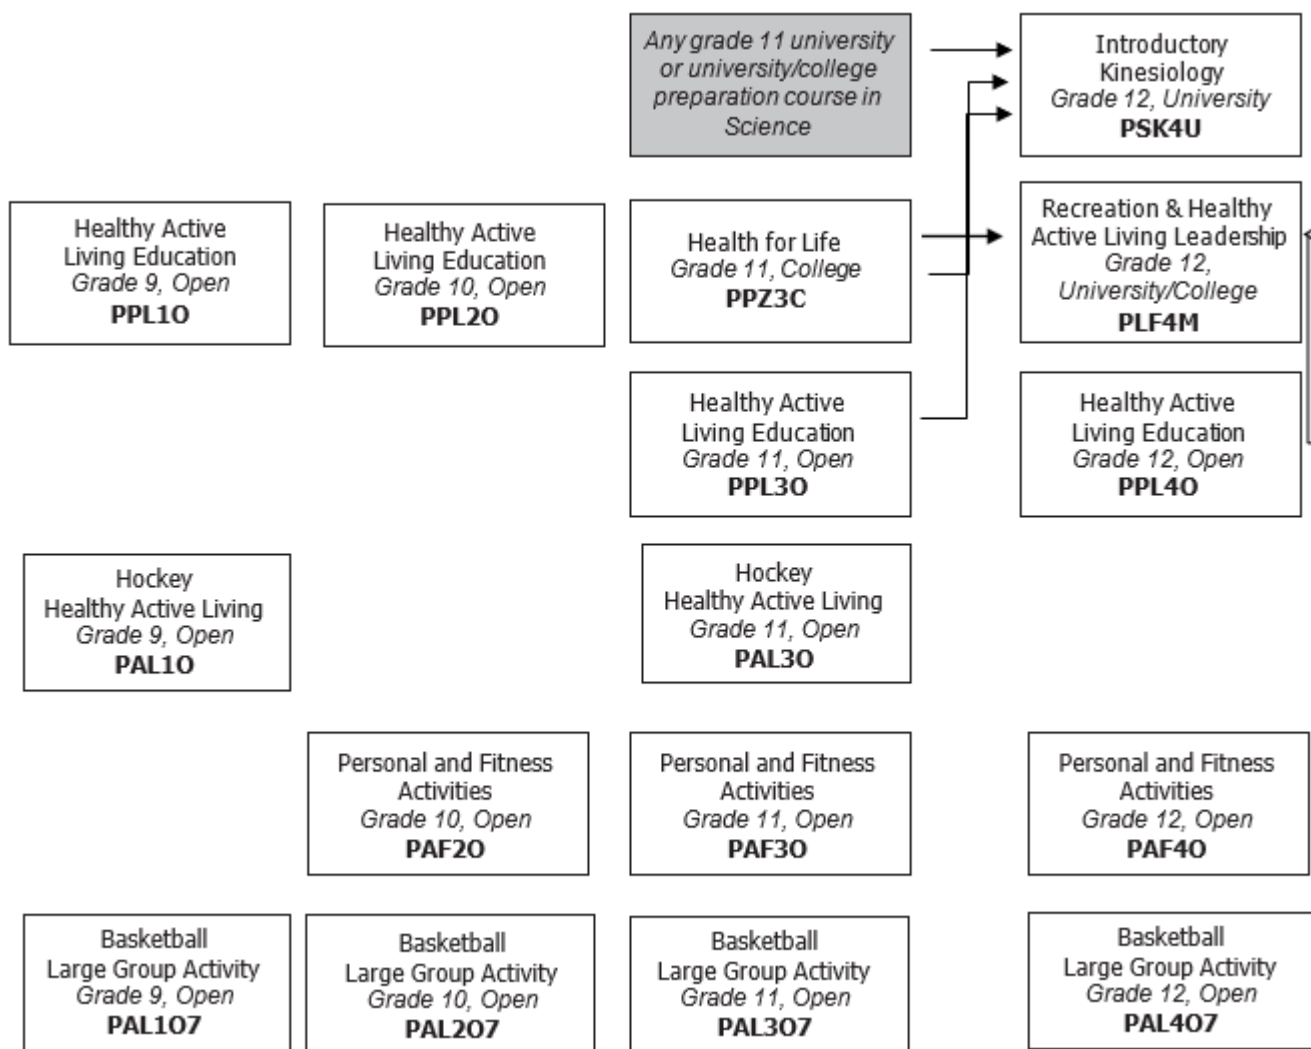 Any grade 11 university
or university/college
preparation course in
Science
Introductory
Kinesiology
Grade 12, University
PSK4U
Healthy Active
Living Education
Grade 9, Open
PPL1O
Healthy Active
Living Education
Grade 10, Open
PPL2O
Health for Life
Grade 11, College
PPZ3C
Recreation & Healthy
Active Living Leadership
Grade 12,
University/College
PLF4M
Healthy Active
Living Education
Grade 11, Open
PPL3O
Healthy Active
Living Education
Grade 12, Open
PPL4O
Hockey
Healthy Active Living
Grade 9, Open
PAL1O
Hockey
Healthy Active Living
Grade 11, Open
PAL3O
Personal and Fitness
Activities
Grade 10, Open
PAF2O
Personal and Fitness
Activities
Grade 11, Open
PAF3O
Personal and Fitness
Activities
Grade 12, Open
PAF4O
Basketball
Large Group Activity
Grade 9, Open
PAL1O7
Basketball
Large Group Activity
Grade 10, Open
PAL2O7
Basketball
Large Group Activity
Grade 11, Open
PAL3O7
Basketball
Large Group Activity
Grade 12, Open
PAL4O7